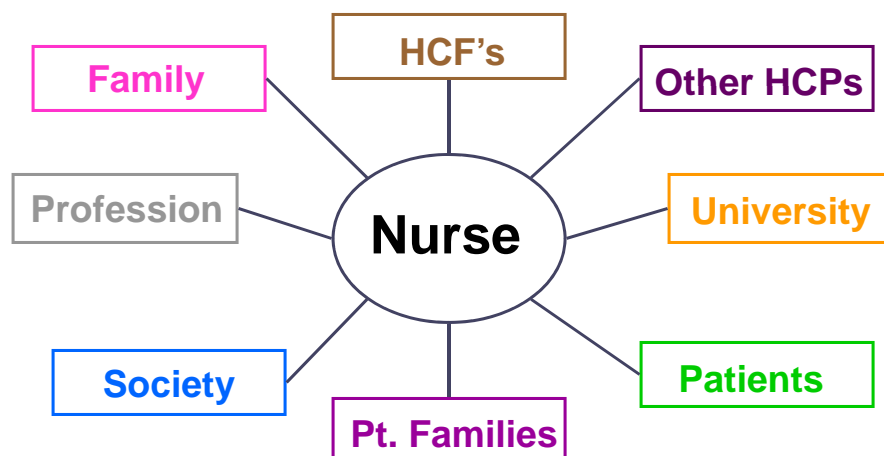 HCF's
Family
Other HCPs
Profession
Nurse
University
Society
Patients
Pt. Families